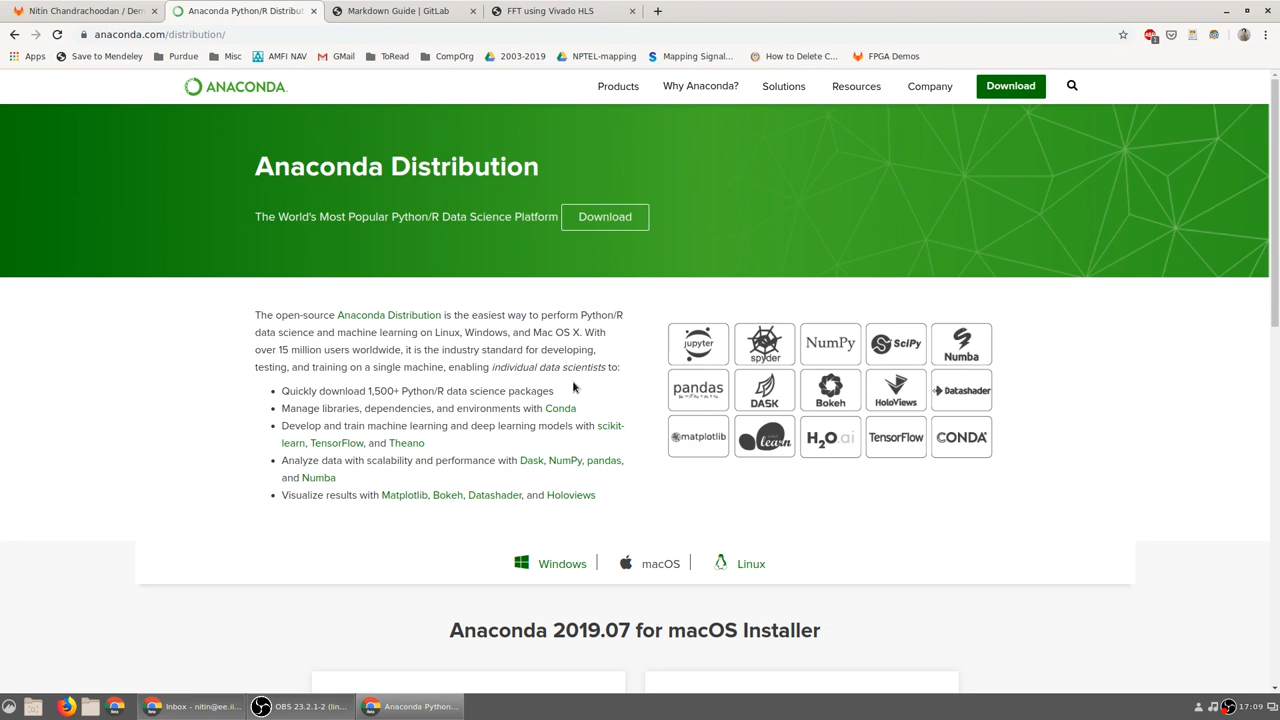 Nitin Chandrachoodan / Dem
Anaconda Python/R Distribut
Markdown Guide | GitLab
FFT using Vivado HLS
anaconda.com/distribution/
Apps
Save to Mendeley
Purdue
Misc
AMFI NAV
GMail
ToRead
CompOrg
2003-2019
NPTEL-mapping
Mapping Signal...
How to Delete C...
FPGA Demos
ANACONDA.
Products
Why Anaconda?
Solutions
Resources
Company
Download
Anaconda Distribution
The World's Most Popular Python/R Data Science Platform
Download
The open-source Anaconda Distribution is the easiest way to perform Python/R
data science and machine learning on Linux, Windows, and Mac OS X. With
over 15 million users worldwide, it is the industry standard for developing,
testing, and training on a single machine, enabling individual data scientists to:
• Quickly download 1,500+ Python/R data science packages
• Manage libraries, dependencies, and environments with Conda
• Develop and train machine learning and deep learning models with scikit-
learn, TensorFlow, and Theano
• Analyze data with scalability and performance with Dask, NumPy, pandas,
and Numba
• Visualize results with Matplotlib, Bokeh, Datashader, and Holoviews
jupyter
spyder
NumPy
SciPy
Numba
pandas
DASK
Bokeh
HoloViews
Datashader
matplotlib
learn
H2O.ai
TensorFlow
CONDA
Windows
macOS
Linux
Anaconda 2019.07 for macOS Installer
Inbox - nitin@ee.ii...
OBS 23.2.1-2 (lin...
Anaconda Python...
17:09